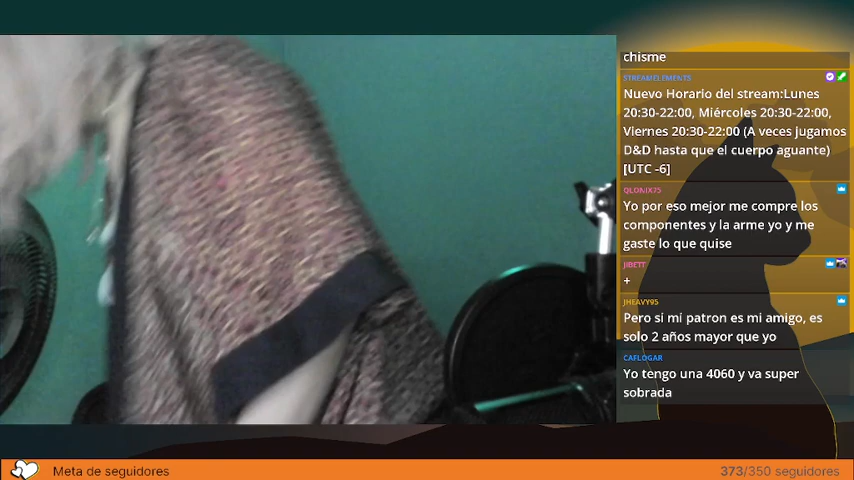 chisme
STREAMELEMENTS
Nuevo Horario del stream:Lunes
20:30-22:00, Miércoles 20:30-22:00,
Viernes 20:30-22:00 (A veces jugamos
D&D hasta que el cuerpo aguante)
[UTC -6]
QLONIX75
Yo por eso mejor me compre los
componentes y la arme yo y me
gaste lo que quise
JIBETT
+
JHEAVY95
Pero si mi patron es mi amigo, es
solo 2 años mayor que yo
CAFLOGAR
Yo tengo una 4060 y va super
sobrada
Meta de seguidores
373/350 seguidores